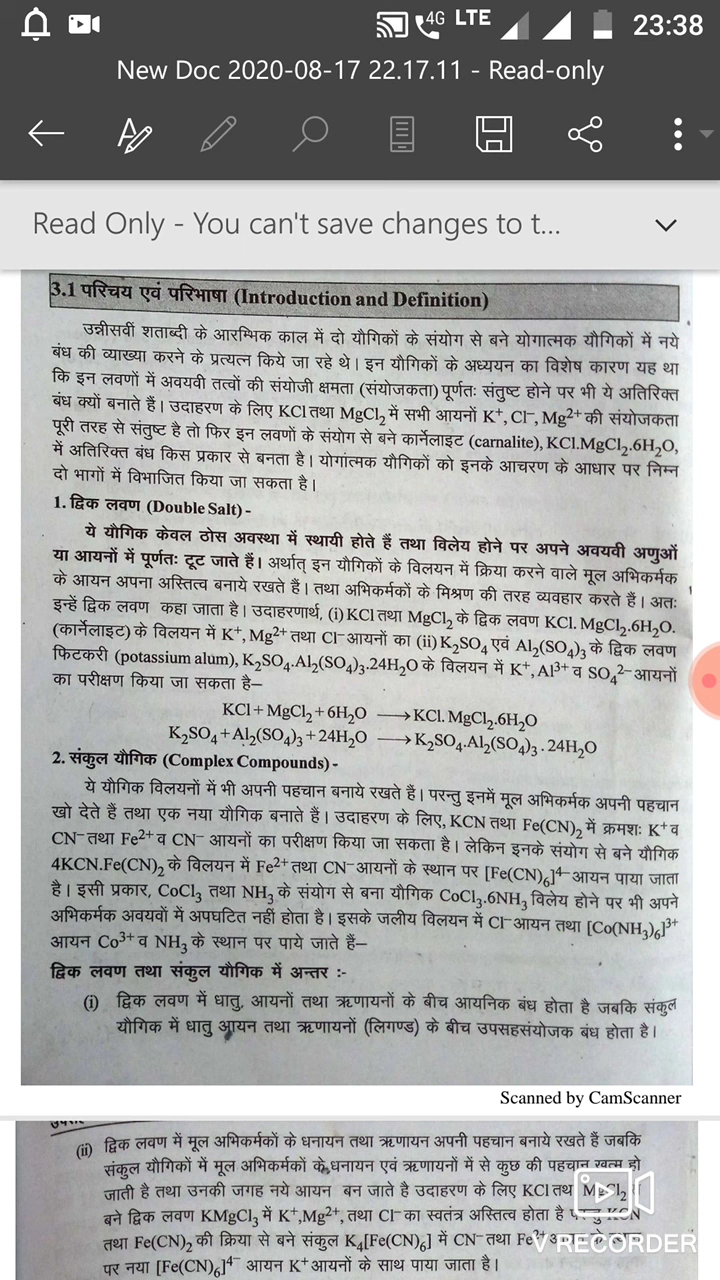 4G LTE 23:38
New Doc 2020-08-17 22.17.11 - Read-only
Read Only - You can't save changes to t...
3.1 परिचय एवं परिभाषा (Introduction and Definition)
उन्नीसवीं शताब्दी के आरम्भिक काल में दो यौगिकों के संयोग से बने योगात्मक यौगिकों में नये
बंध की व्याख्या करने के प्रयत्न किये जा रहे थे। इन यौगिकों के अध्ययन का विशेष कारण यह था
कि इन लवणों में अवयवी तत्वों की संयोजी क्षमता (संयोजकता) पूर्णतः संतुष्ट होने पर भी ये अतिरिक्त
बंध क्यों बनाते हैं। उदाहरण के लिए KCl तथा MgCl₂ में सभी आयनों K⁺, Cl⁻, Mg²⁺ की संयोजकता
पूरी तरह से संतुष्ट है तो फिर इन लवणों के संयोग से बने कार्नेलाइट (carnalite), KCl.MgCl₂.6H₂O,
में अतिरिक्त बंध किस प्रकार से बनता है। योगांत्मक यौगिकों को इनके आचरण के आधार पर निम्न
दो भागों में विभाजित किया जा सकता है।
1. द्विक लवण (Double Salt) -
ये यौगिक केवल ठोस अवस्था में स्थायी होते हैं तथा विलेय होने पर अपने अवयवी अणुओं
या आयनों में पूर्णतः टूट जाते हैं। अर्थात् इन यौगिकों के विलयन में क्रिया करने वाले मूल अभिकर्मक
के आयन अपना अस्तित्व बनाये रखते हैं। तथा अभिकर्मकों के मिश्रण की तरह व्यवहार करते हैं। अतः
इन्हें द्विक लवण कहा जाता है। उदाहरणार्थ, (i) KCl तथा MgCl₂ के द्विक लवण KCl. MgCl₂.6H₂O.
(कार्नेलाइट) के विलयन में K⁺, Mg²⁺ तथा Cl⁻ आयनों का (ii) K₂SO₄ एवं Al₂(SO₄)₃ के द्विक लवण
फिटकरी (potassium alum), K₂SO₄.Al₂(SO₄)₃.24H₂O के विलयन में K⁺, Al³⁺ व SO₄²⁻ आयनों
का परीक्षण किया जा सकता है–
KCl + MgCl₂ + 6H₂O ⟶ KCl. MgCl₂.6H₂O
K₂SO₄ + Al₂(SO₄)₃ + 24H₂O ⟶ K₂SO₄.Al₂(SO₄)₃ . 24H₂O
2. संकुल यौगिक (Complex Compounds) -
ये यौगिक विलयनों में भी अपनी पहचान बनाये रखते हैं। परन्तु इनमें मूल अभिकर्मक अपनी पहचान
खो देते हैं तथा एक नया यौगिक बनाते हैं। उदाहरण के लिए, KCN तथा Fe(CN)₂ में क्रमशः K⁺ व
CN⁻ तथा Fe²⁺ व CN⁻ आयनों का परीक्षण किया जा सकता है। लेकिन इनके संयोग से बने यौगिक
4KCN.Fe(CN)₂ के विलयन में Fe²⁺ तथा CN⁻ आयनों के स्थान पर [Fe(CN)₆]⁴⁻ आयन पाया जाता
है। इसी प्रकार, CoCl₃ तथा NH₃ के संयोग से बना यौगिक CoCl₃.6NH₃ विलेय होने पर भी अपने
अभिकर्मक अवयवों में अपघटित नहीं होता है। इसके जलीय विलयन में Cl⁻ आयन तथा [Co(NH₃)₆]³⁺
आयन Co³⁺ व NH₃ के स्थान पर पाये जाते हैं–
द्विक लवण तथा संकुल यौगिक में अन्तर :-
(i) द्विक लवण में धातु, आयनों तथा ऋणायनों के बीच आयनिक बंध होता है जबकि संकुल
यौगिक में धातु आयन तथा ऋणायनों (लिगण्ड) के बीच उपसहसंयोजक बंध होता है।
Scanned by CamScanner
(ii) द्विक लवण में मूल अभिकर्मकों के धनायन तथा ऋणायन अपनी पहचान बनाये रखते हैं जबकि
संकुल यौगिकों में मूल अभिकर्मकों के धनायन एवं ऋणायनों में से कुछ की पहचान खत्म हो
जाती है तथा उनकी जगह नये आयन बन जाते है उदाहरण के लिए KCl तथा MgCl₂
बने द्विक लवण KMgCl₃ में K⁺,Mg²⁺, तथा Cl⁻ का स्वतंत्र अस्तित्व होता है KCN
तथा Fe(CN)₂ की क्रिया से बने संकुल K₄[Fe(CN)₆] में CN⁻ तथा Fe²⁺
पर नया [Fe(CN)₆]⁴⁻ आयन K⁺ आयनों के साथ पाया जाता है।
V RECORDER